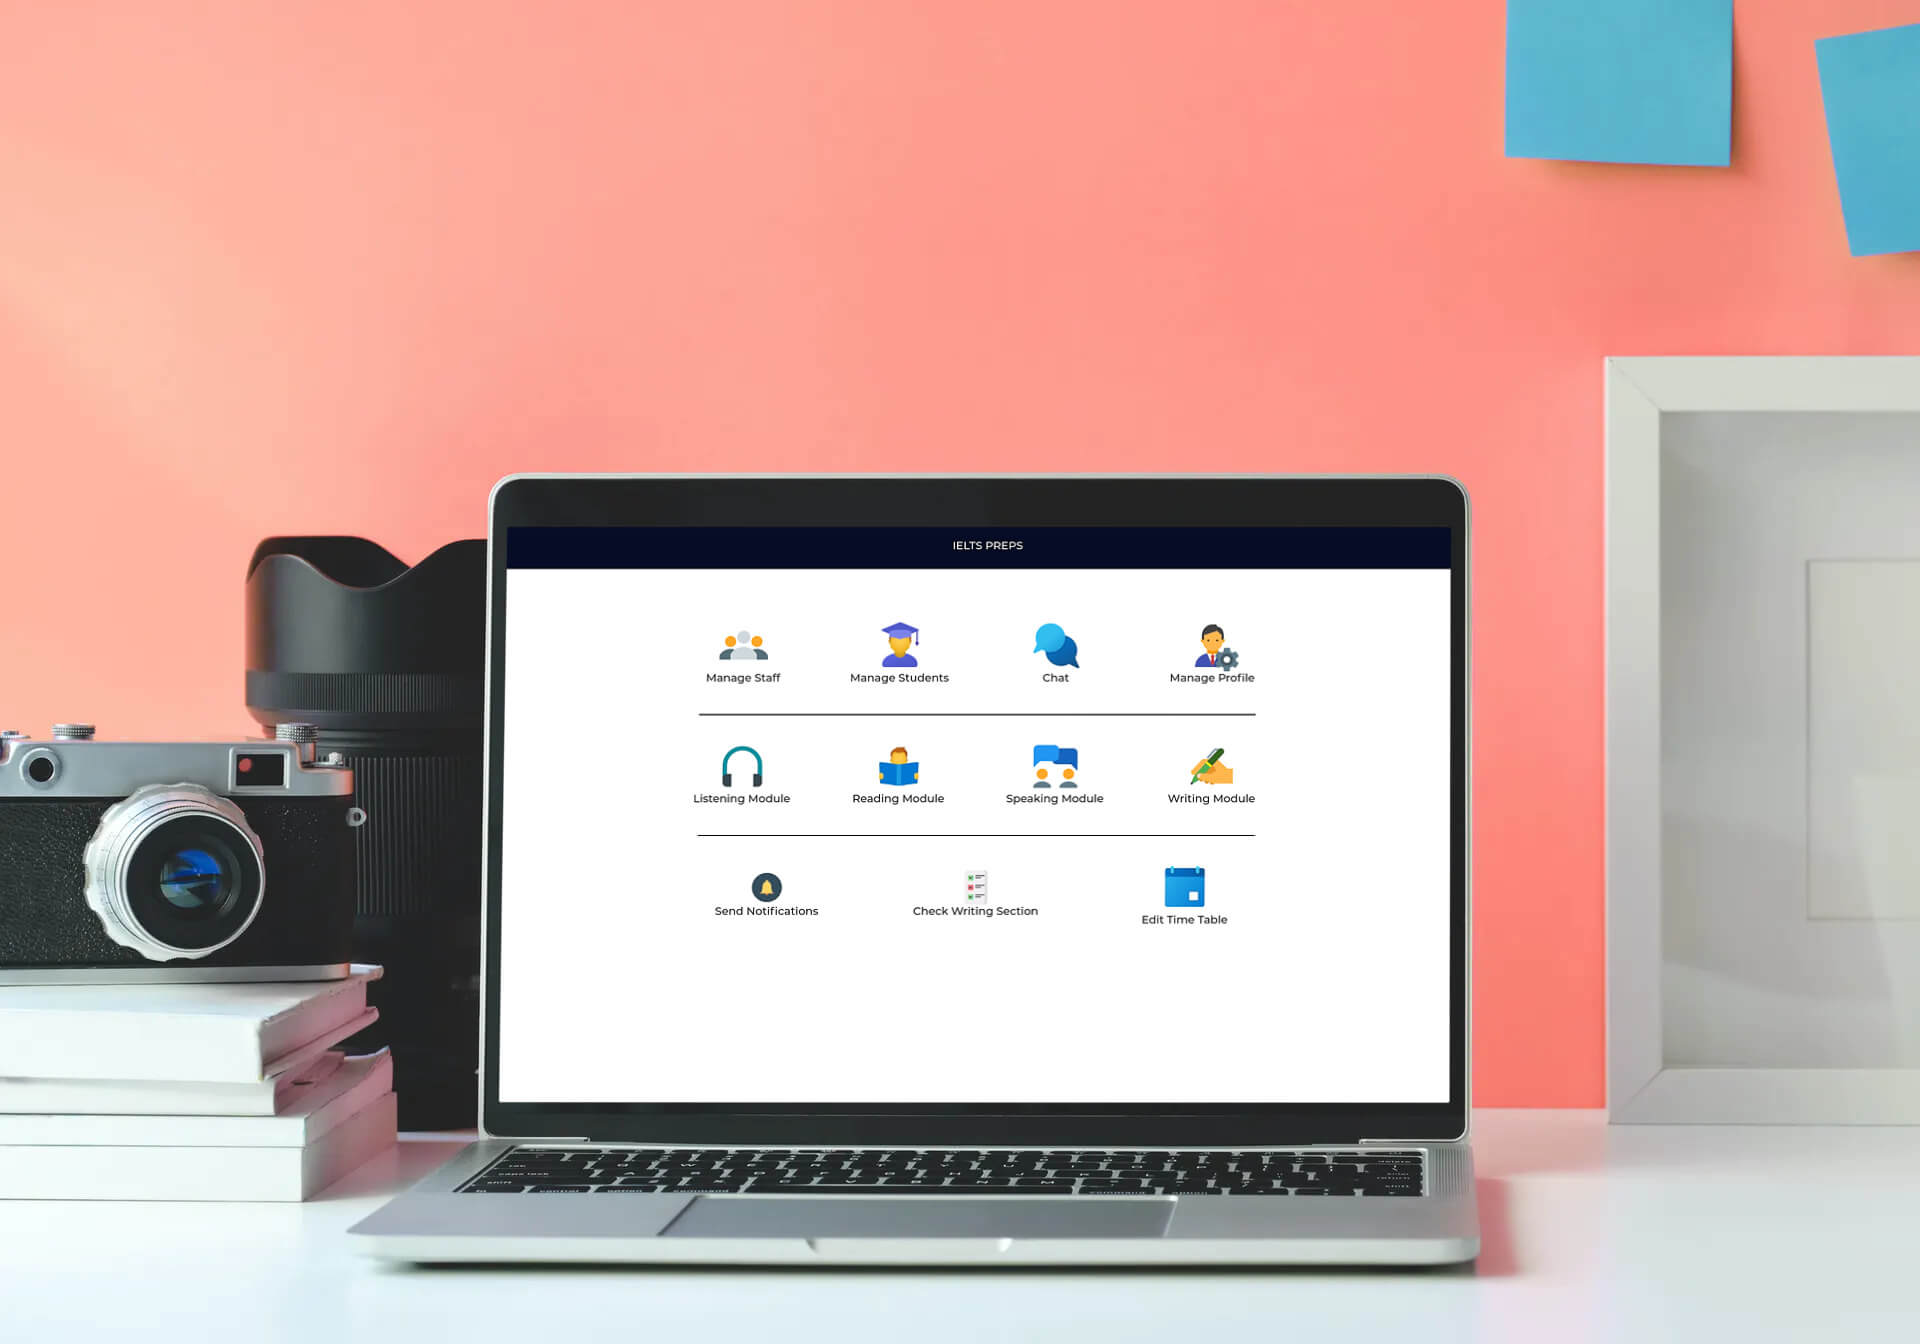 IELTS PREPS
Manage Staff
Manage Students
Chat
Manage Profile
Listening Module
Reading Module
Speaking Module
Writing Module
Send Notifications
Check Writing Section
Edit Time Table